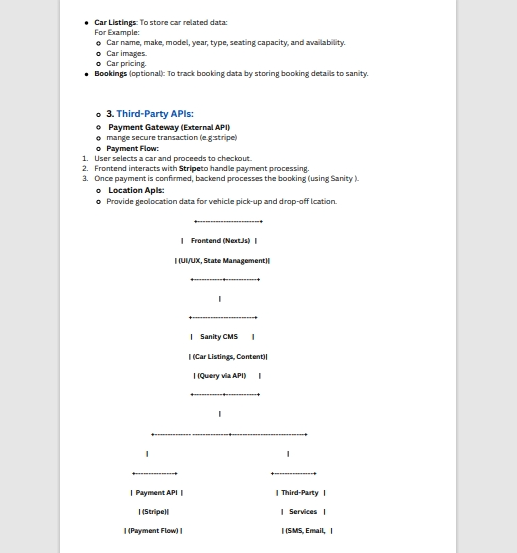 • Car Listings: To store car related data:
For Example:
o Car name, make, model, year, type, seating capacity, and availability.
o Car images.
o Car pricing.
• Bookings (optional): To track booking data by storing booking details to sanity.
o 3. Third-Party APIs:
o Payment Gateway (External API)
o mange secure transaction (e.g:stripe)
o Payment Flow:
1. User selects a car and proceeds to checkout.
2. Frontend interacts with Stripeto handle payment processing.
3. Once payment is confirmed, backend processes the booking (using Sanity ).
o Location ApIs:
o Provide geolocation data for vehicle pick-up and drop-off lcation.
+-----------------------+
| Frontend (NextJs) |
| (UI/UX, State Management)|
+-----------+-----------+
|
+-----------------------+
| Sanity CMS |
| (Car Listings, Content)|
| (Query via API) |
+-----------+-----------+
|
+--------------------------+--------------------------+
| |
+---------------+ +---------------+
| Payment API | | Third-Party |
| (Stripe)| | Services |
| (Payment Flow) | | (SMS, Email, |